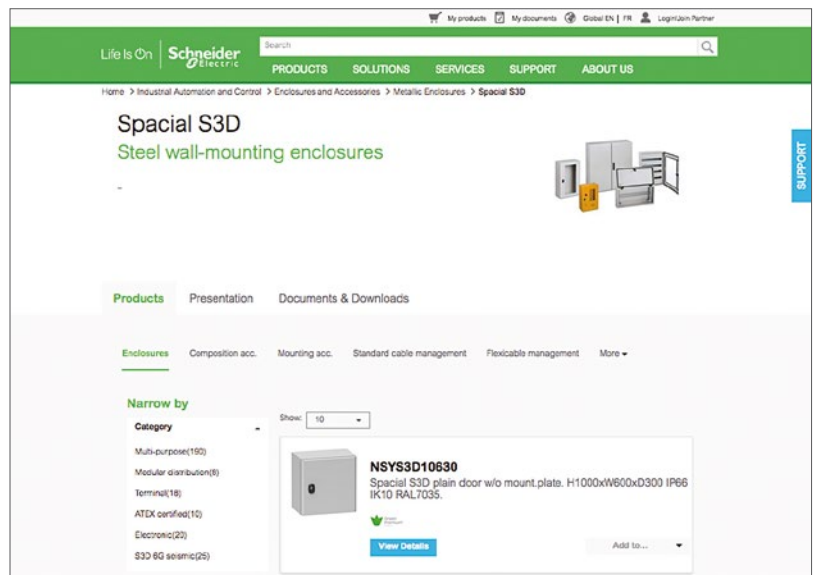 My products My documents Global EN | FR Login/Join Partner
Life Is On Schneider Electric
Search
PRODUCTS SOLUTIONS SERVICES SUPPORT ABOUT US
Home > Industrial Automation and Control > Enclosures and Accessories > Metallic Enclosures > Spacial S3D
Spacial S3D
Steel wall-mounting enclosures
-
SUPPORT
Products Presentation Documents & Downloads
Enclosures Composition acc. Mounting acc. Standard cable management Flexicable management More
Narrow by
Show: 10
Category
Multi-purpose(190)
Modular distribution(8)
Terminal(18)
ATEX certified(10)
Electronic(20)
S3D 6G seismic(25)
NSYS3D10630
Spacial S3D plain door w/o mount.plate. H1000xW600xD300 IP66
IK10 RAL7035.
Green Premium
View Details
Add to...